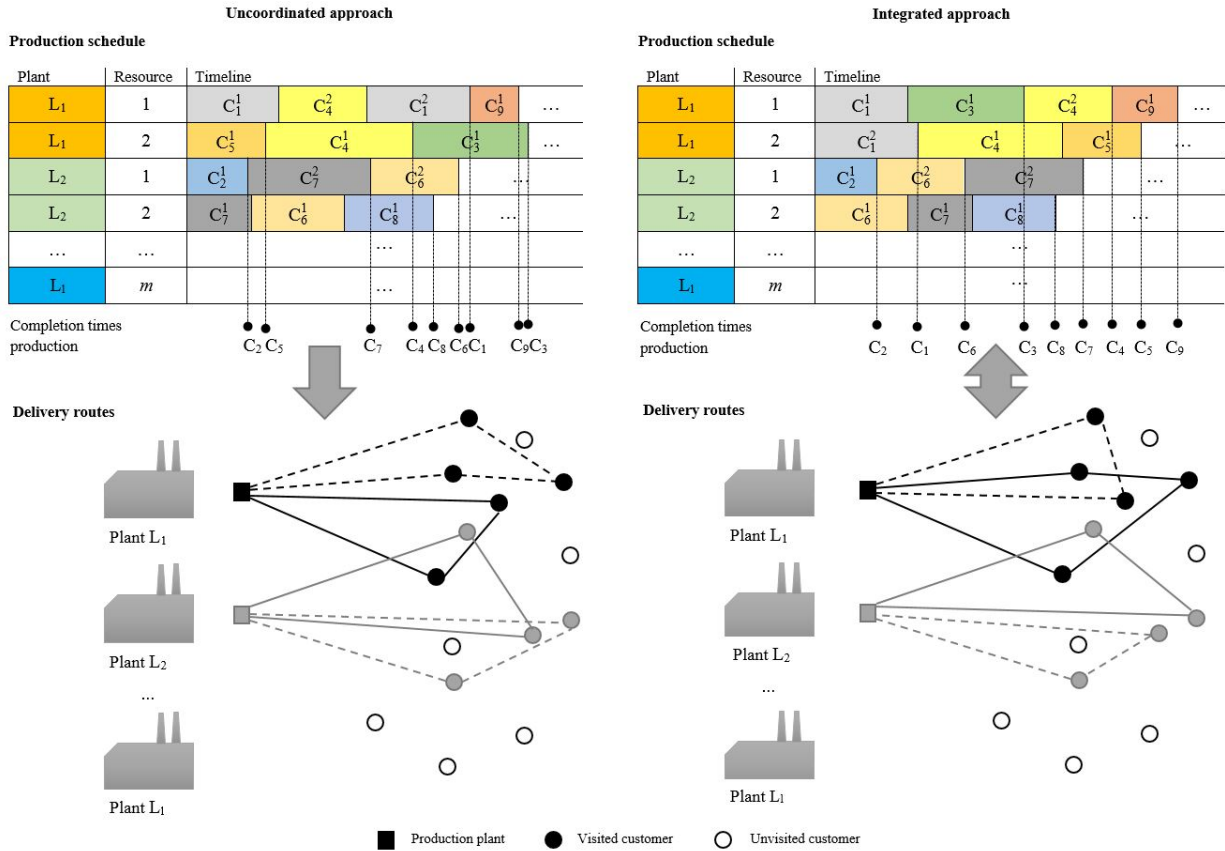 Uncoordinated approach
Production schedule
Plant Resource Timeline
L₁ 1 C₁¹ C₄² C₁² C₉¹ …
L₁ 2 C₅¹ C₄¹ C₃¹ …
L₂ 1 C₂¹ C₇² C₆² …
L₂ 2 C₇¹ C₆¹ C₈¹ …
… … …
L₁ m …
Completion times
production
C₂ C₅ C₇ C₄ C₈ C₆ C₁ C₉ C₃
Delivery routes
Plant L₁
Plant L₂
...
Plant L₁
Integrated approach
Production schedule
Plant Resource Timeline
L₁ 1 C₁¹ C₃¹ C₄² C₉¹ …
L₁ 2 C₁² C₄¹ C₅¹ …
L₂ 1 C₂¹ C₆² C₇² …
L₂ 2 C₆¹ C₇¹ C₈¹ …
… … …
L₁ m …
Completion times
production
C₂ C₁ C₆ C₃ C₈ C₇ C₄ C₅ C₉
Delivery routes
Plant L₁
Plant L₂
...
Plant L₁
Production plant Visited customer Unvisited customer